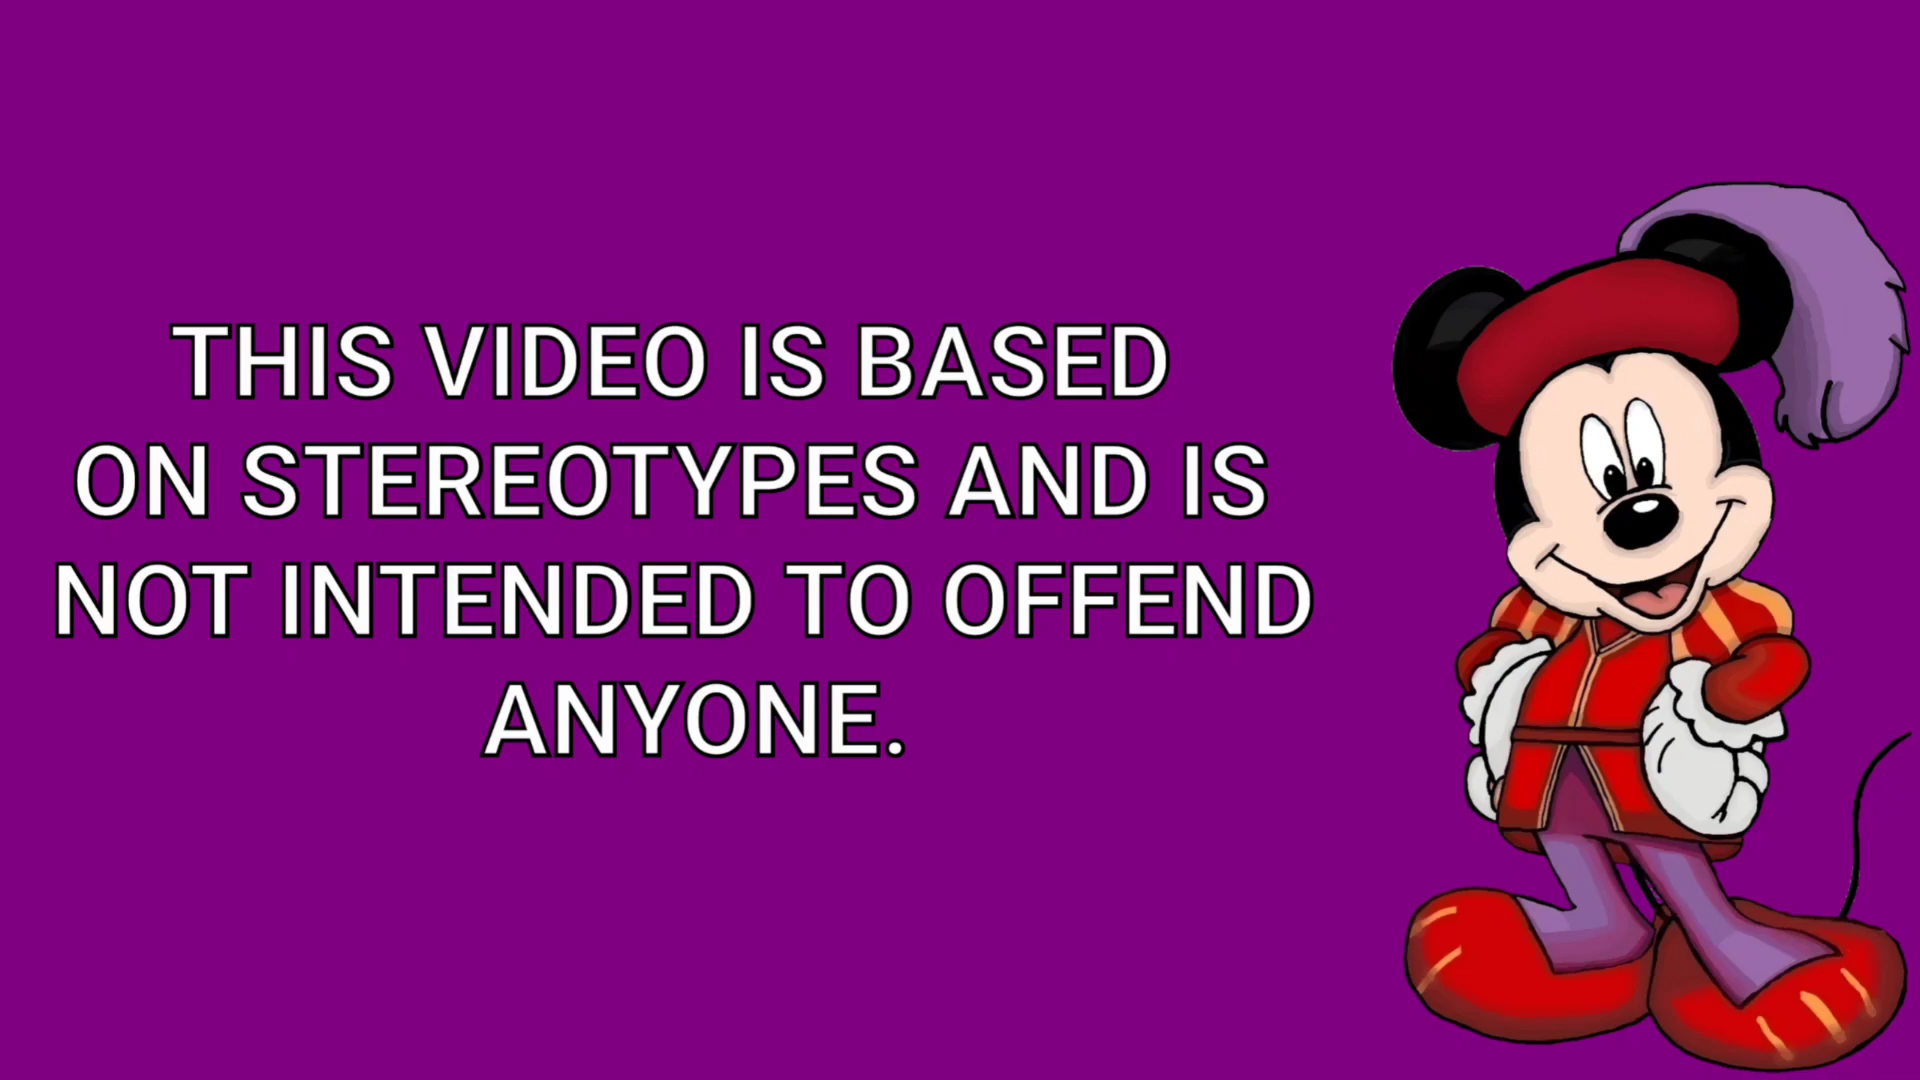 THIS VIDEO IS BASED
ON STEREOTYPES AND IS
NOT INTENDED TO OFFEND
ANYONE.